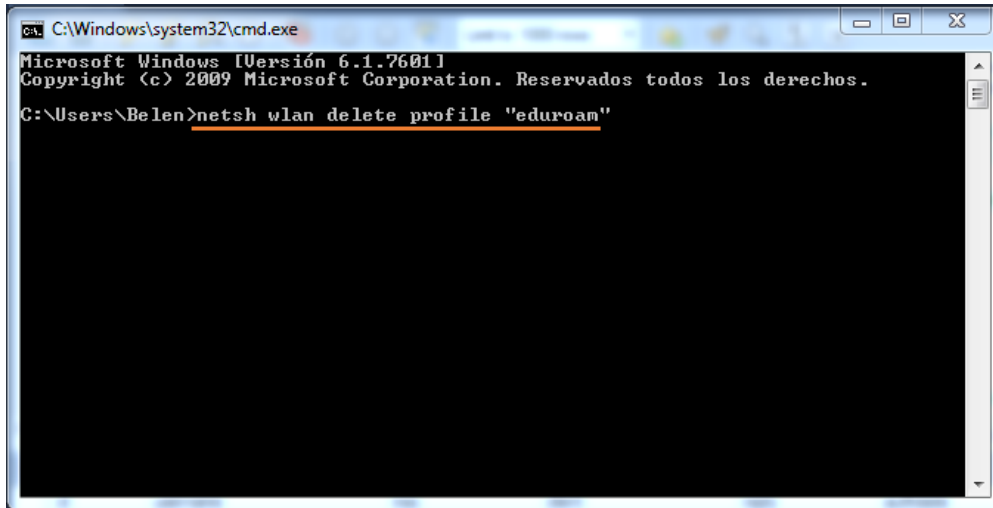 C:\Windows\system32\cmd.exe
Microsoft Windows [Versión 6.1.7601]
Copyright (c) 2009 Microsoft Corporation. Reservados todos los derechos.
C:\Users\Belen>netsh wlan delete profile "eduroam"